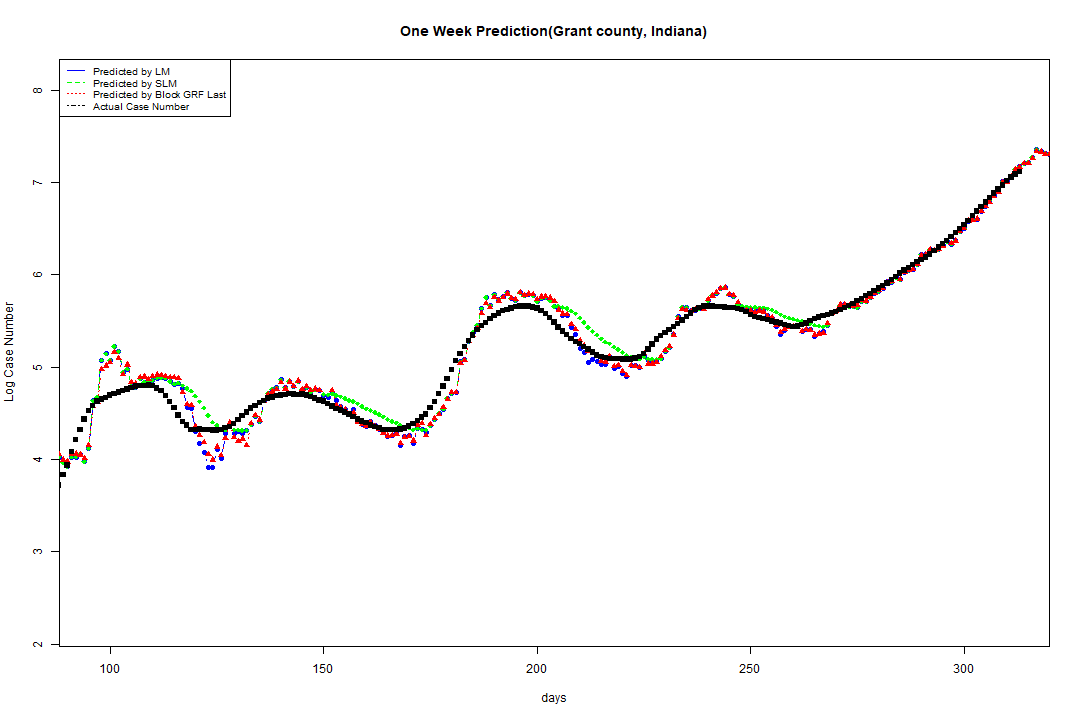 One Week Prediction(Grant county, Indiana)
Predicted by LM
Predicted by SLM
Predicted by Block GRF Last
Actual Case Number
8
7
6
5
4
3
2
Log Case Number
100 150 200 250 300
days